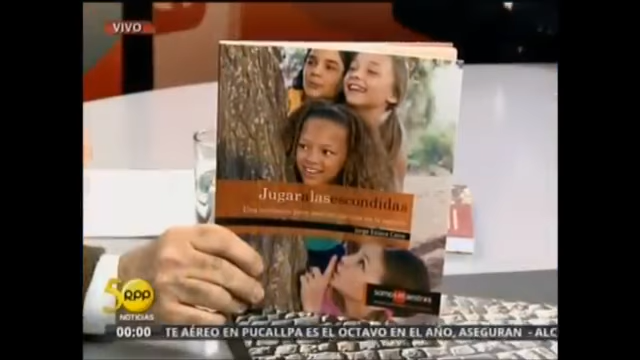 VIVO
Jugar a las escondidas
Jorge Eslava
50
RPP
NOTICIAS
00:00
TE AÉREO EN PUCALLPA ES EL OCTAVO EN EL AÑO, ASEGURAN - ALC